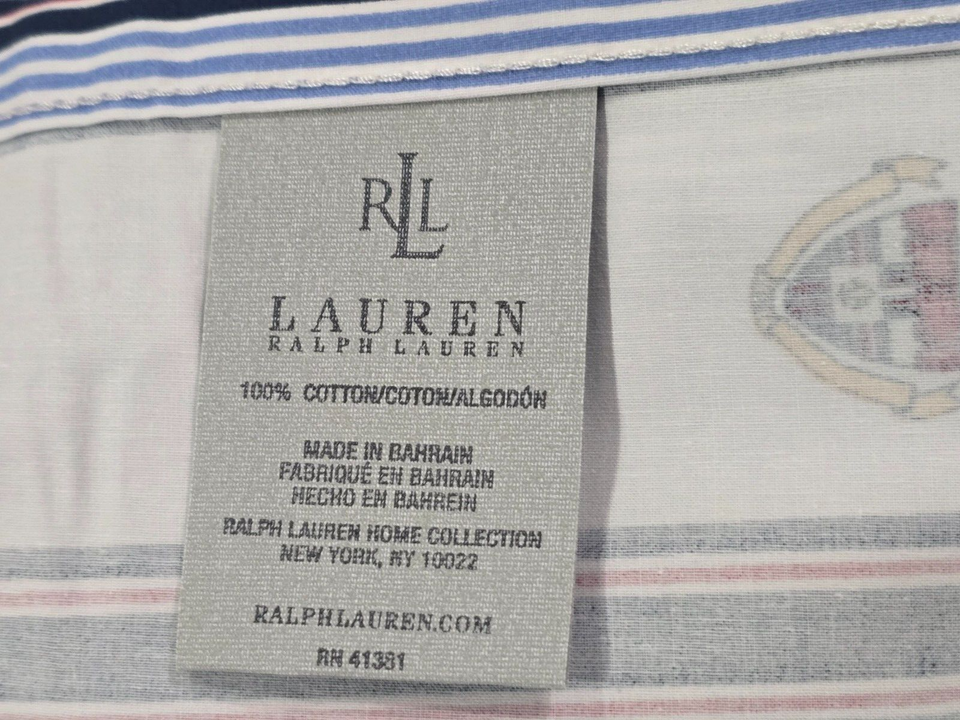 RLL
LAUREN
RALPH LAUREN
100% COTTON/COTON/ALGODÓN
MADE IN BAHRAIN
FABRIQUÉ EN BAHRAIN
HECHO EN BAHREIN
RALPH LAUREN HOME COLLECTION
NEW YORK, NY 10022
RALPHLAUREN.COM
RN 41381